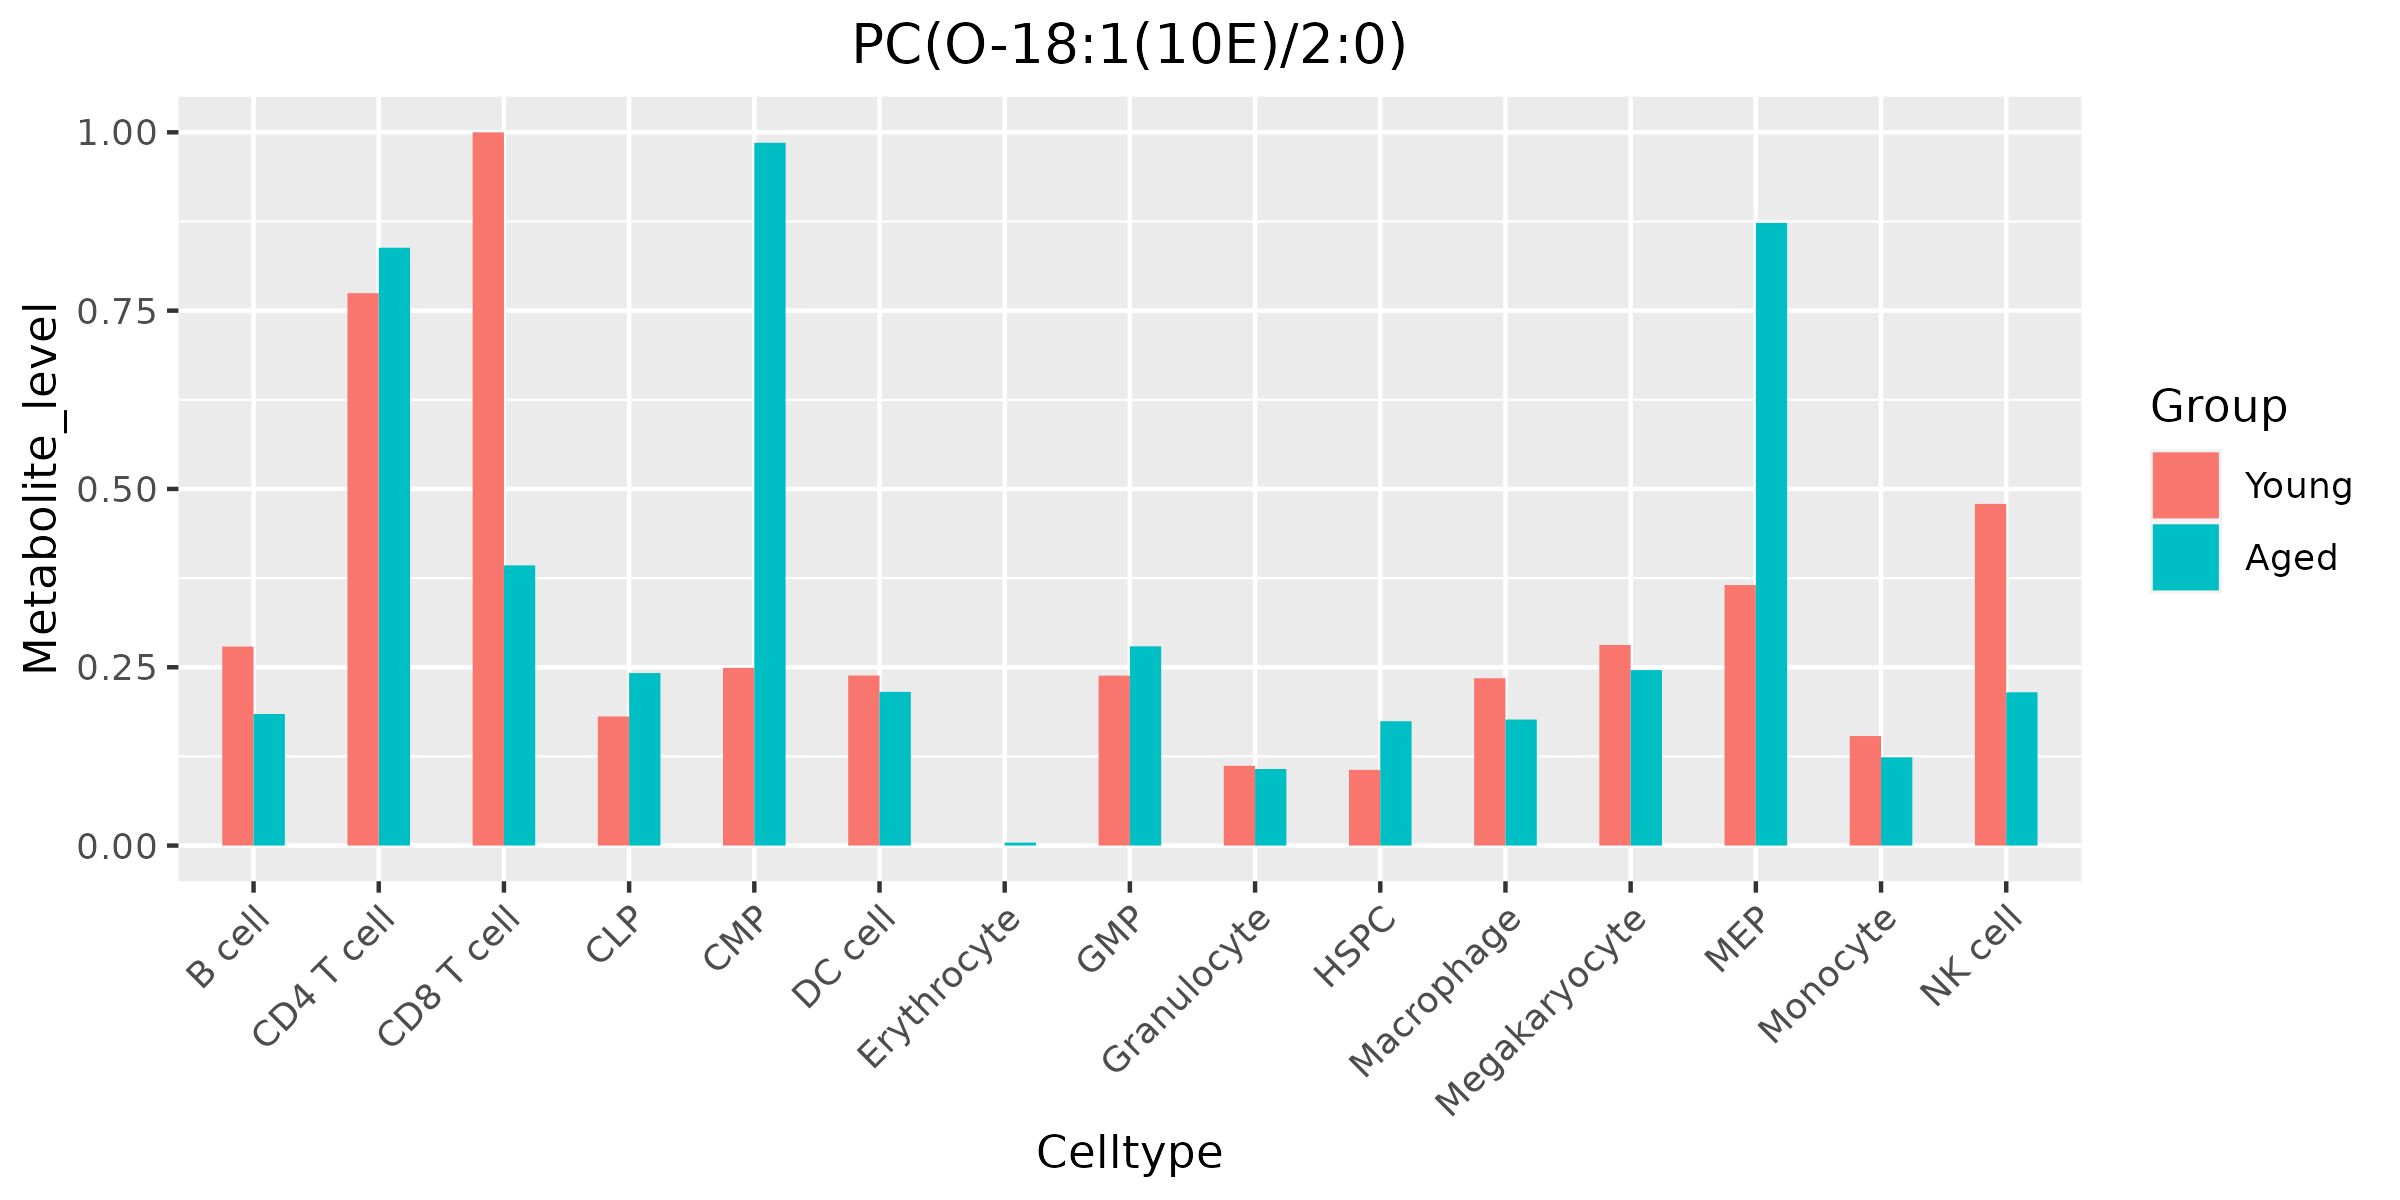 PC(O-18:1(10E)/2:0)
Metabolite_level
1.00
0.75
0.50
0.25
0.00
B cell
CD4 T cell
CD8 T cell
CLP
CMP
DC cell
Erythrocyte
GMP
Granulocyte
HSPC
Macrophage
Megakaryocyte
MEP
Monocyte
NK cell
Celltype
Group
Young
Aged